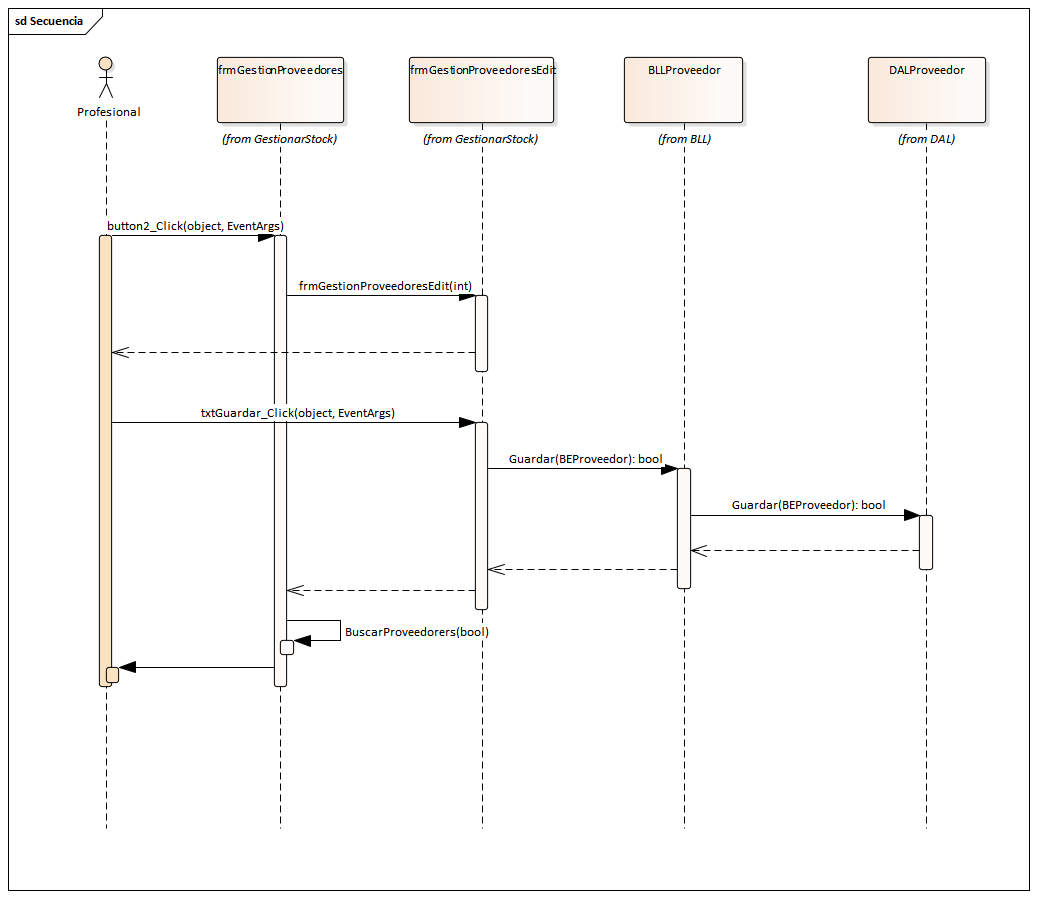 sd Secuencia
Profesional
frmGestionProveedores
(from GestionarStock)
frmGestionProveedoresEdit
(from GestionarStock)
BLLProveedor
(from BLL)
DALProveedor
(from DAL)
button2_Click(object, EventArgs)
frmGestionProveedoresEdit(int)
txtGuardar_Click(object, EventArgs)
Guardar(BEProveedor): bool
Guardar(BEProveedor): bool
BuscarProveedorers(bool)